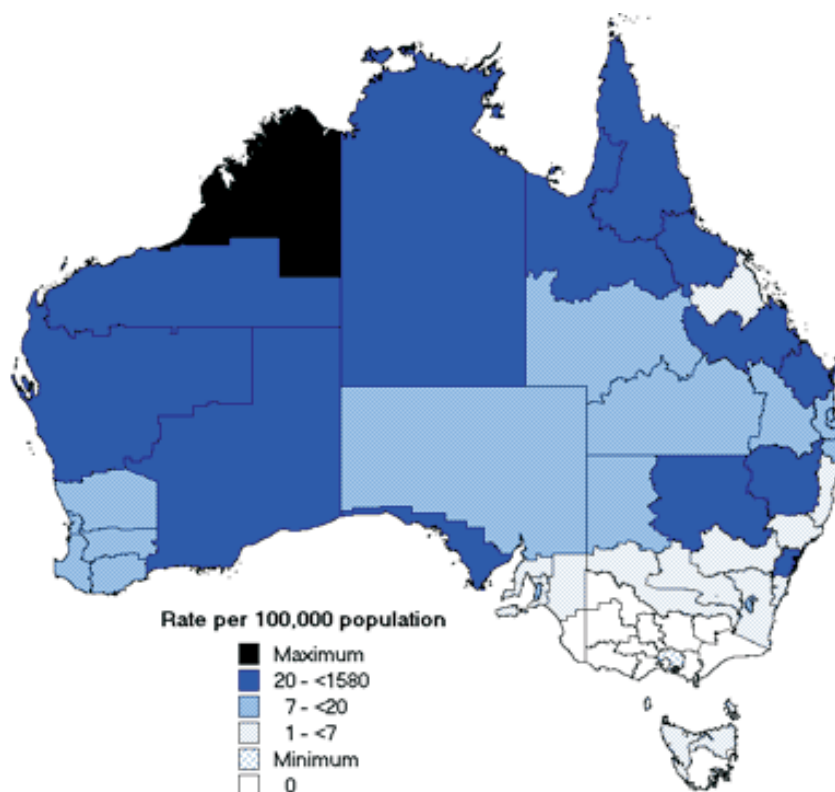 Rate per 100,000 population
Maximum
20 - <1580
7 - <20
1 - <7
Minimum
0